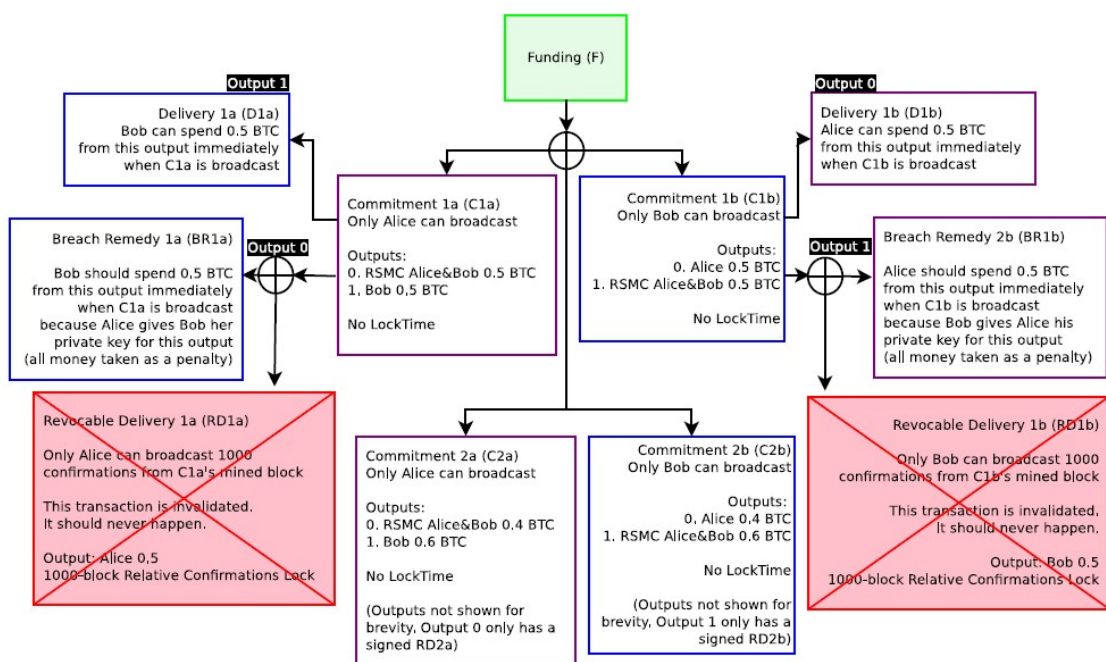 Funding (F)
Output 1
Delivery 1a (D1a)
Bob can spend 0.5 BTC
from this output immediately
when C1a is broadcast
Output 0
Delivery 1b (D1b)
Alice can spend 0.5 BTC
from this output immediately
when C1b is broadcast
Commitment 1a (C1a)
Only Alice can broadcast
Outputs:
0. RSMC Alice&Bob 0.5 BTC
1, Bob 0,5 BTC
No LockTime
Commitment 1b (C1b)
Only Bob can broadcast
Outputs:
0. Alice 0.5 BTC
1. RSMC Alice&Bob 0.5 BTC
No LockTime
Breach Remedy 1a (BR1a)
Bob should spend 0,5 BTC
from this output immediately
when C1a is broadcast
because Alice gives Bob her
private key for this output
(all money taken as a penalty)
Output 0
Output 1
Breach Remedy 2b (BR1b)
Alice should spend 0.5 BTC
from this output immediately
when C1b is broadcast
because Bob gives Alice his
private key for this output
(all money taken as a penalty)
Revocable Delivery 1a (RD1a)
Only Alice can broadcast 1000
confirmations from C1a's mined block
This transaction is invalidated.
It should never happen.
Output: Alice 0,5
1000-block Relative Confirmations Lock
Commitment 2a (C2a)
Only Alice can broadcast
Outputs:
0. RSMC Alice&Bob 0,4 BTC
1. Bob 0.6 BTC
No LockTime
(Outputs not shown for
brevity, Output 0 only has a
signed RD2a)
Commitment 2b (C2b)
Only Bob can broadcast
Outputs:
0, Alice 0,4 BTC
1. RSMC Alice&Bob 0.6 BTC
No LockTime
(Outputs not shown for
brevity, Output 1 only has a
signed RD2b)
Revocable Delivery 1b (RD1b)
Only Bob can broadcast 1000
confirmations from C1b's mined block
This transaction is invalidated,
It should never happen.
Output: Bob 0.5
1000-block Relative Confirmations Lock